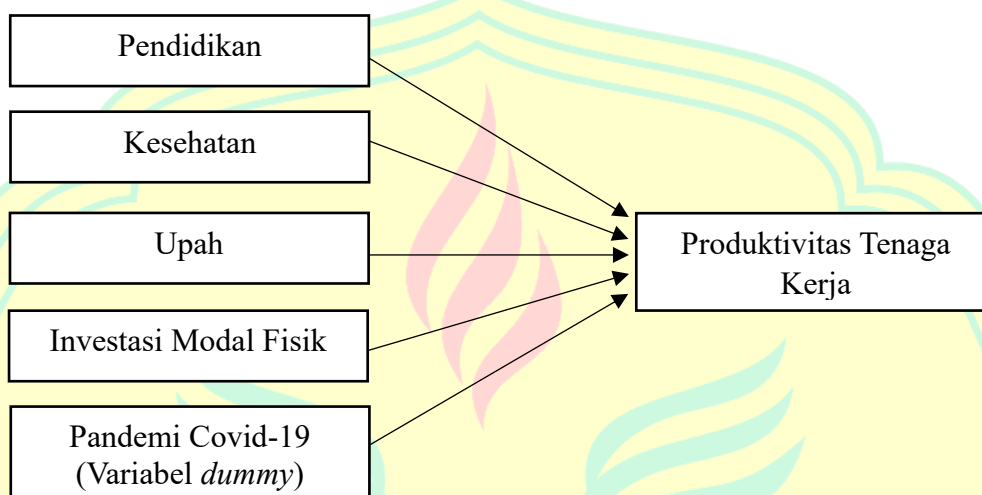 Pendidikan
Kesehatan
Upah
Investasi Modal Fisik
Pandemi Covid-19
(Variabel dummy)
Produktivitas Tenaga
Kerja